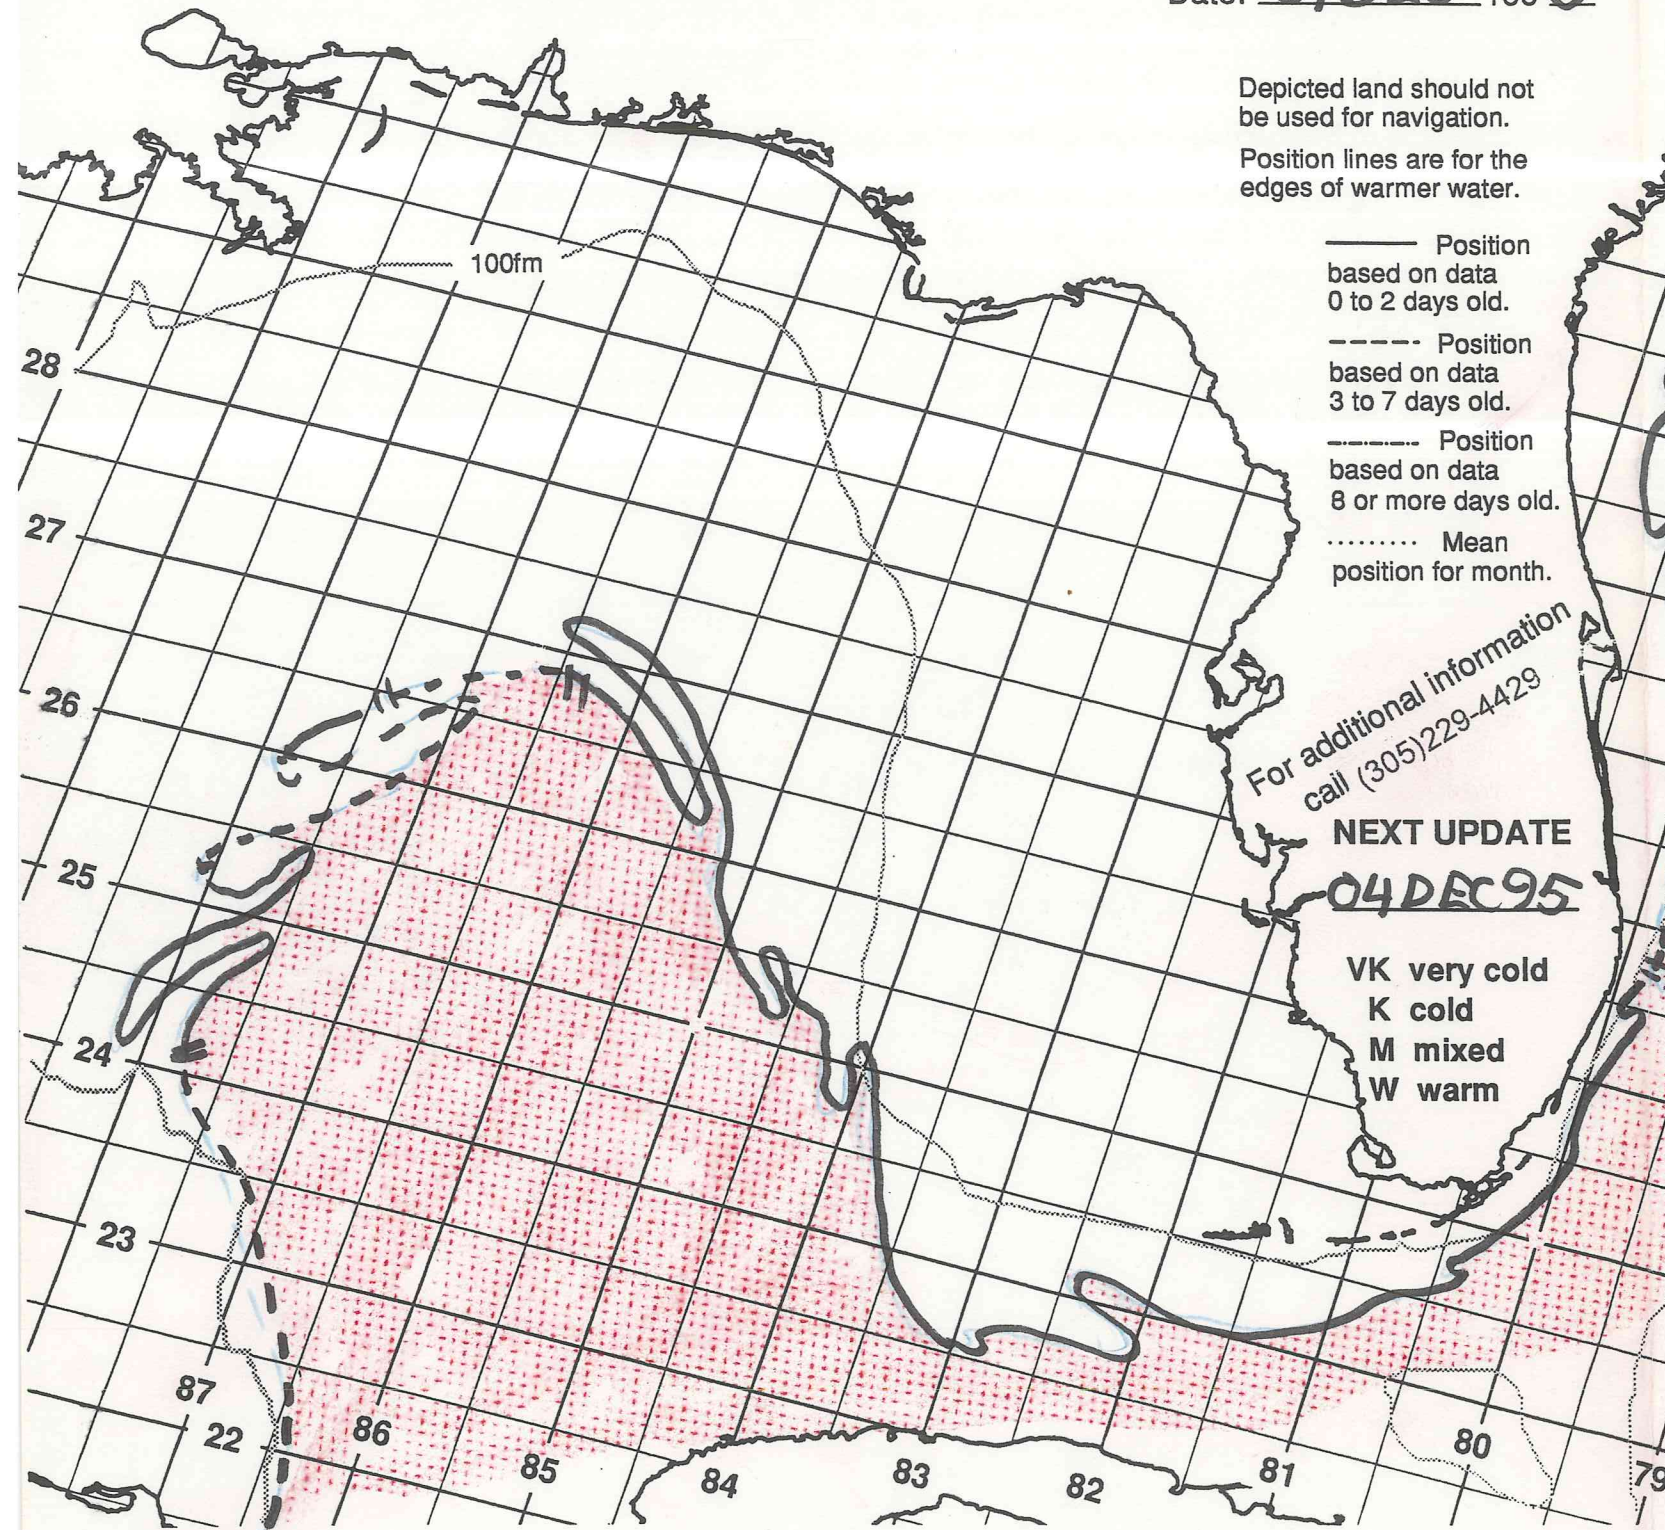 Date:
Depicted land should not
be used for navigation.
Position lines are for the
edges of warmer water.
Position
based on data
0 to 2 days old.
Position
based on data
3 to 7 days old.
Position
based on data
8 or more days old.
Mean
position for month.
For additional information
call (305)229-4429
NEXT UPDATE
04DEC95
VK very cold
K cold
M mixed
W warm
100fm
28
27
26
25
24
23
87
22
86
85
84
83
82
81
80
79